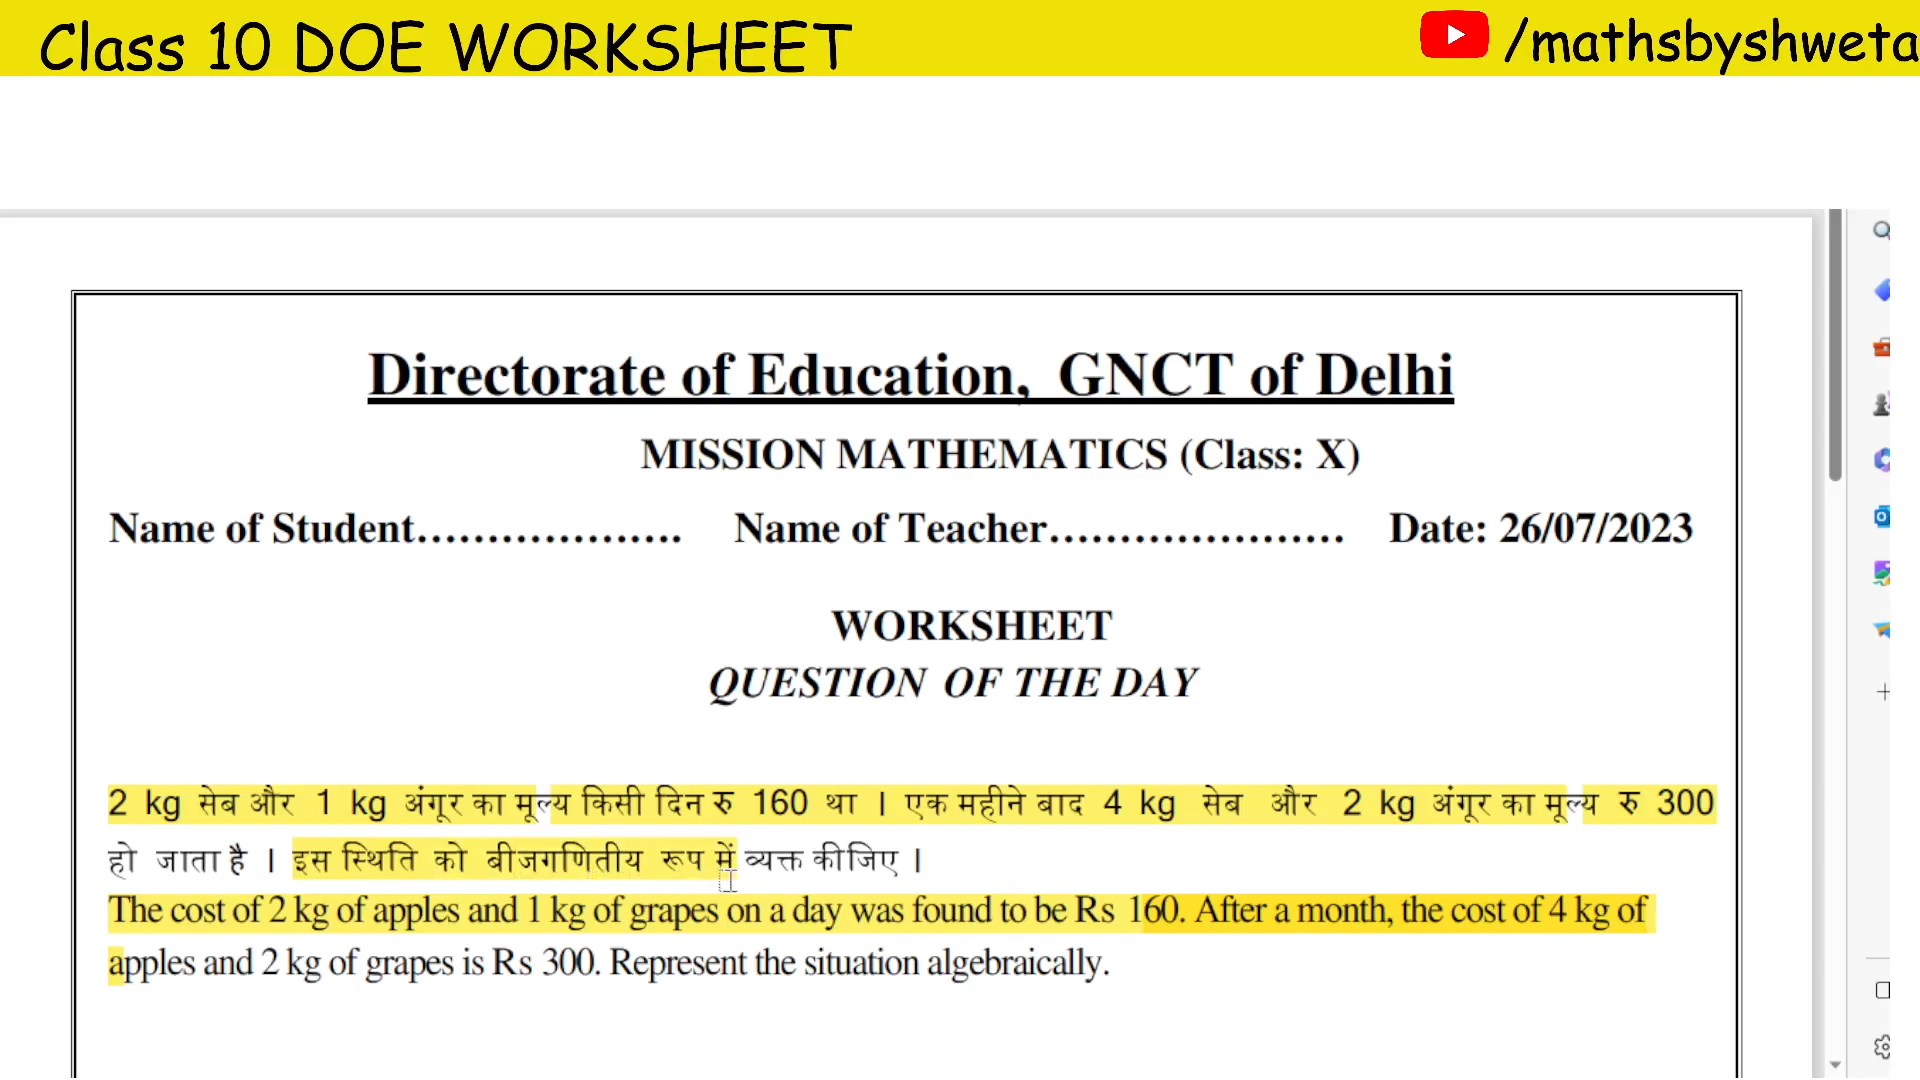 Class 10 DOE WORKSHEET
/mathsbyshweta
Directorate of Education, GNCT of Delhi
MISSION MATHEMATICS (Class: X)
Name of Student.................... Name of Teacher..................... Date: 26/07/2023
WORKSHEET
QUESTION OF THE DAY
2 kg सेब और 1 kg अंगूर का मूल्य किसी दिन रु 160 था । एक महीने बाद 4 kg सेब और 2 kg अंगूर का मूल्य रु 300
हो जाता है । इस स्थिति को बीजगणितीय रूप में व्यक्त कीजिए ।
The cost of 2 kg of apples and 1 kg of grapes on a day was found to be Rs 160. After a month, the cost of 4 kg of
apples and 2 kg of grapes is Rs 300. Represent the situation algebraically.